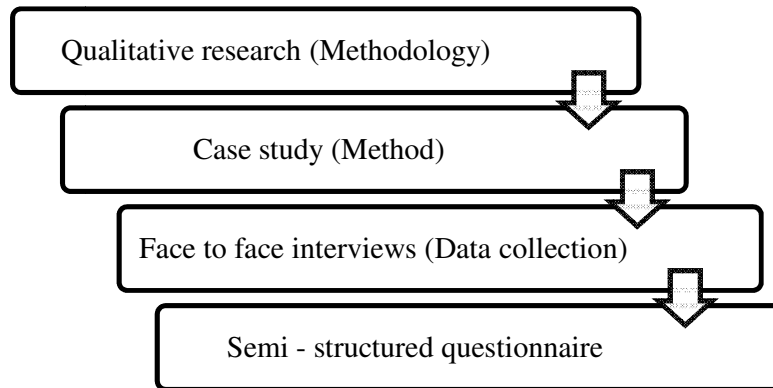 Qualitative research (Methodology)
Case study (Method)
Face to face interviews (Data collection)
Semi - structured questionnaire